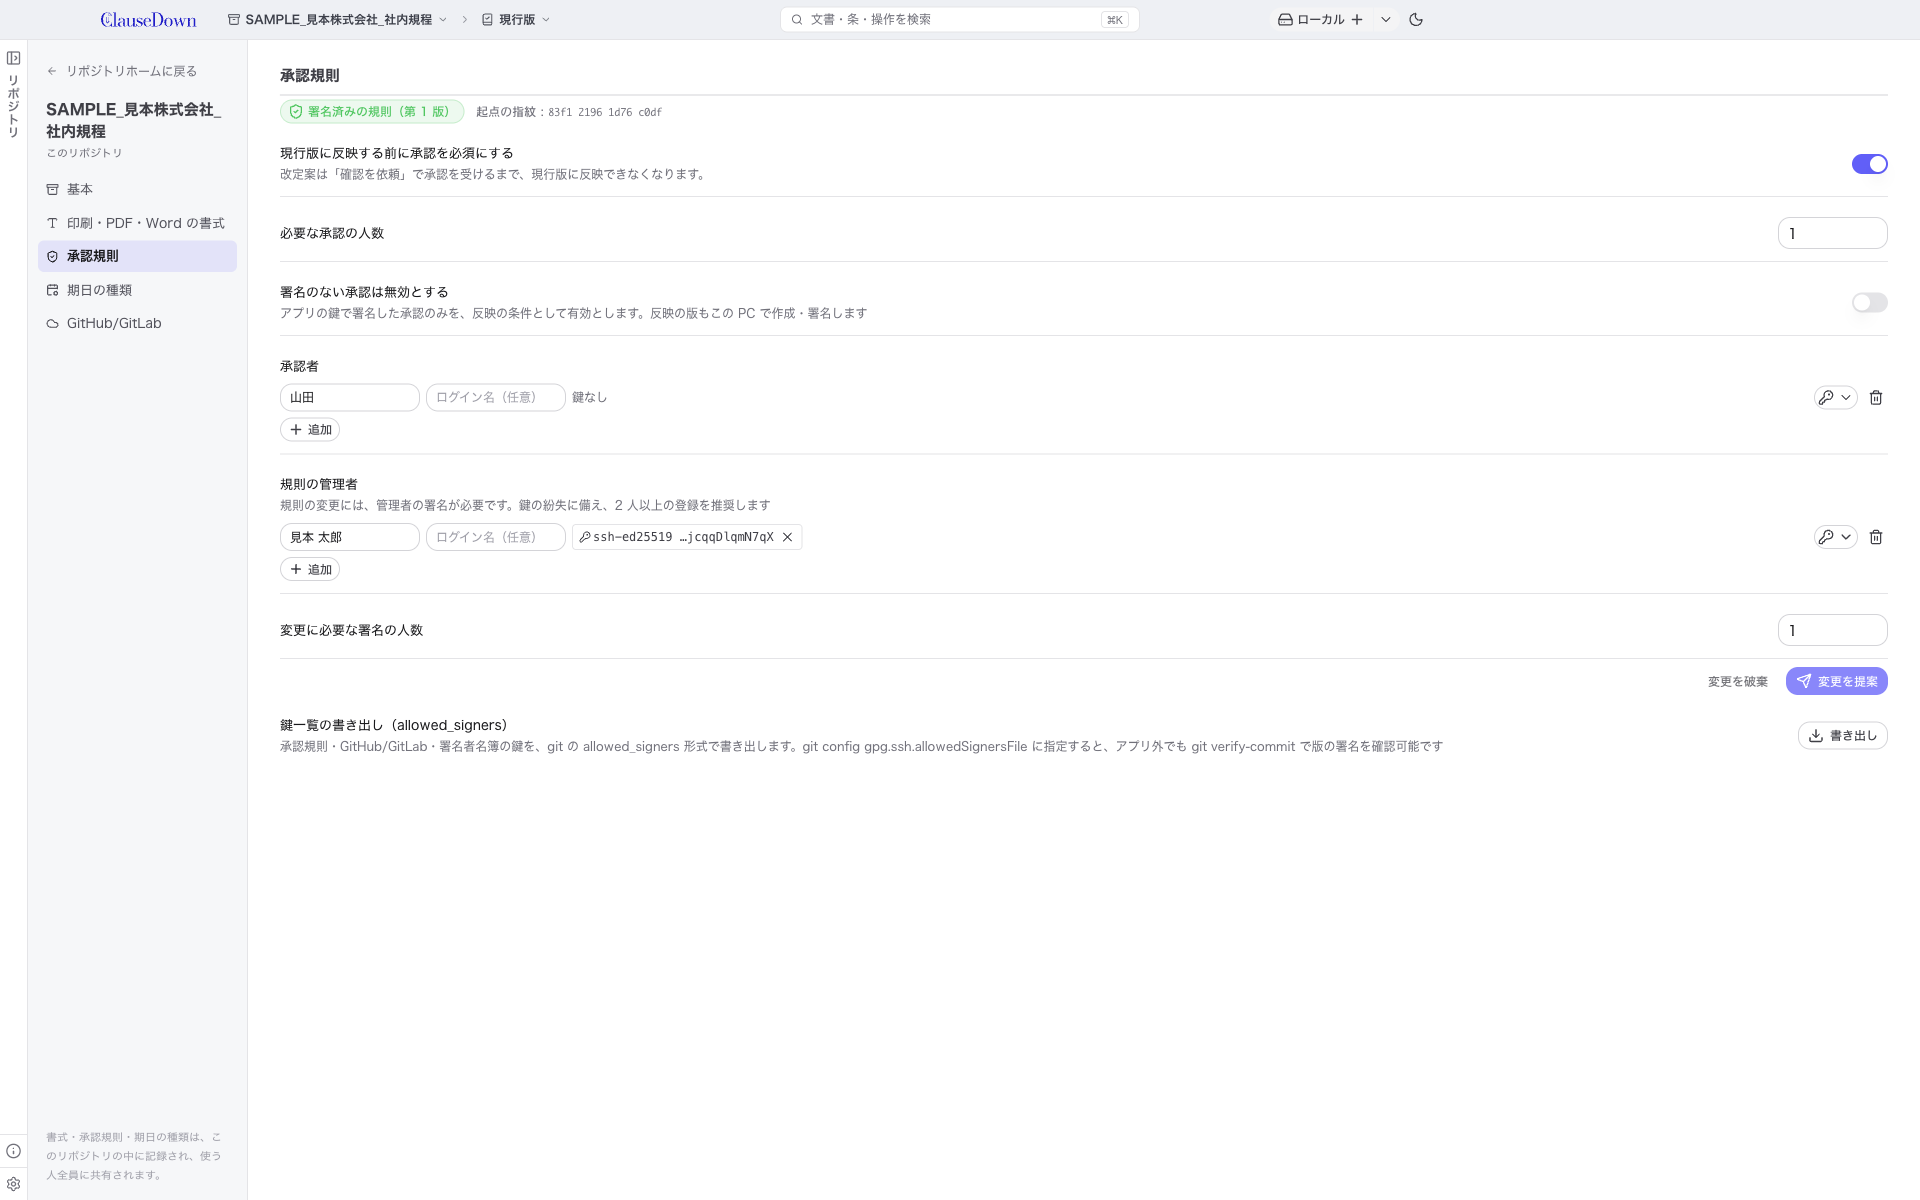 ClauseDown
SAMPLE_見本株式会社_社内規程
現行版
文書・条・操作を検索
⌘K
ローカル
リポジトリ
リポジトリホームに戻る
SAMPLE_見本株式会社_
社内規程
このリポジトリ
基本
印刷・PDF・Word の書式
承認規則
期日の種類
GitHub/GitLab
書式・承認規則・期日の種類は、こ
のリポジトリの中に記録され、使う
人全員に共有されます。
承認規則
署名済みの規則（第 1 版）
起点の指紋：83f1 2196 1d76 c0df
現行版に反映する前に承認を必須にする
改定案は「確認を依頼」で承認を受けるまで、現行版に反映できなくなります。
必要な承認の人数
1
署名のない承認は無効とする
アプリの鍵で署名した承認のみを、反映の条件として有効とします。反映の版もこの PC で作成・署名します
承認者
山田
ログイン名（任意）
鍵なし
追加
規則の管理者
規則の変更には、管理者の署名が必要です。鍵の紛失に備え、2 人以上の登録を推奨します
見本 太郎
ログイン名（任意）
ssh-ed25519 …jcqqDlqmN7qX
追加
変更に必要な署名の人数
1
変更を破棄
変更を提案
鍵一覧の書き出し（allowed_signers）
承認規則・GitHub/GitLab・署名者名簿の鍵を、git の allowed_signers 形式で書き出します。git config gpg.ssh.allowedSignersFile に指定すると、アプリ外でも git verify-commit で版の署名を確認可能です
書き出し